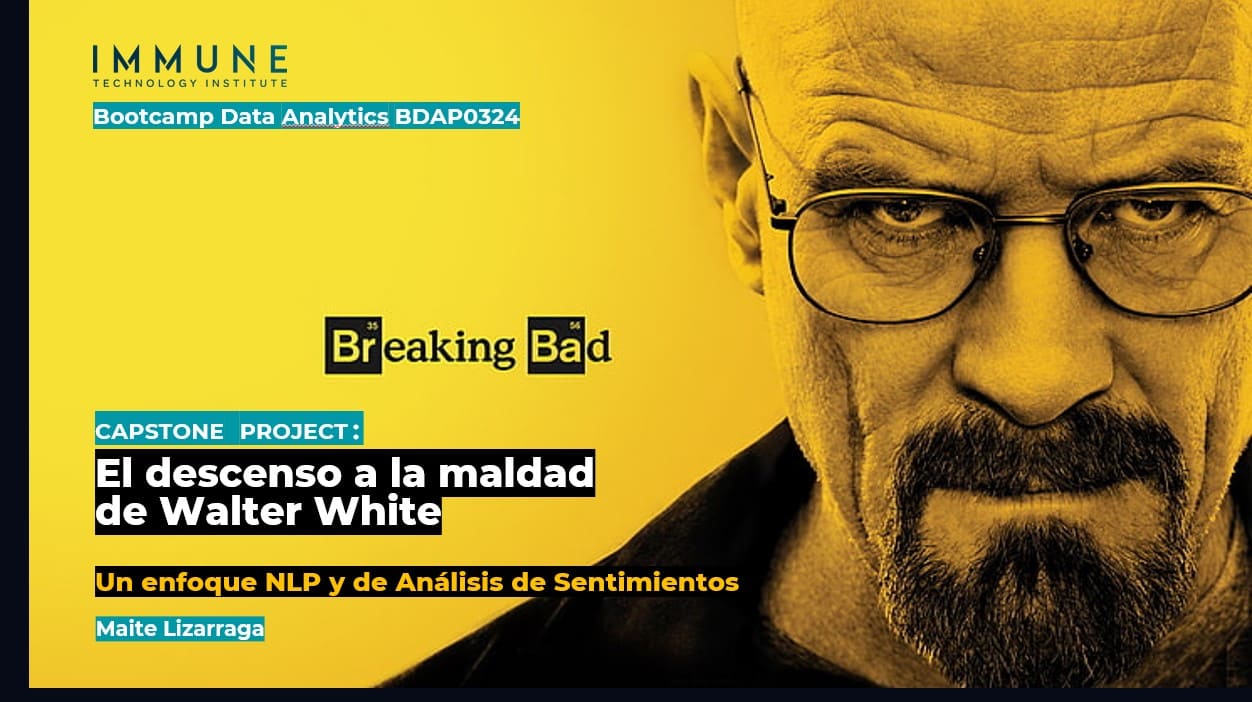 IMMUNE
TECHNOLOGY INSTITUTE
Bootcamp Data Analytics BDAP0324
35 56
Breaking Bad
CAPSTONE PROJECT:
El descenso a la maldad
de Walter White
Un enfoque NLP y de Análisis de Sentimientos
Maite Lizarraga